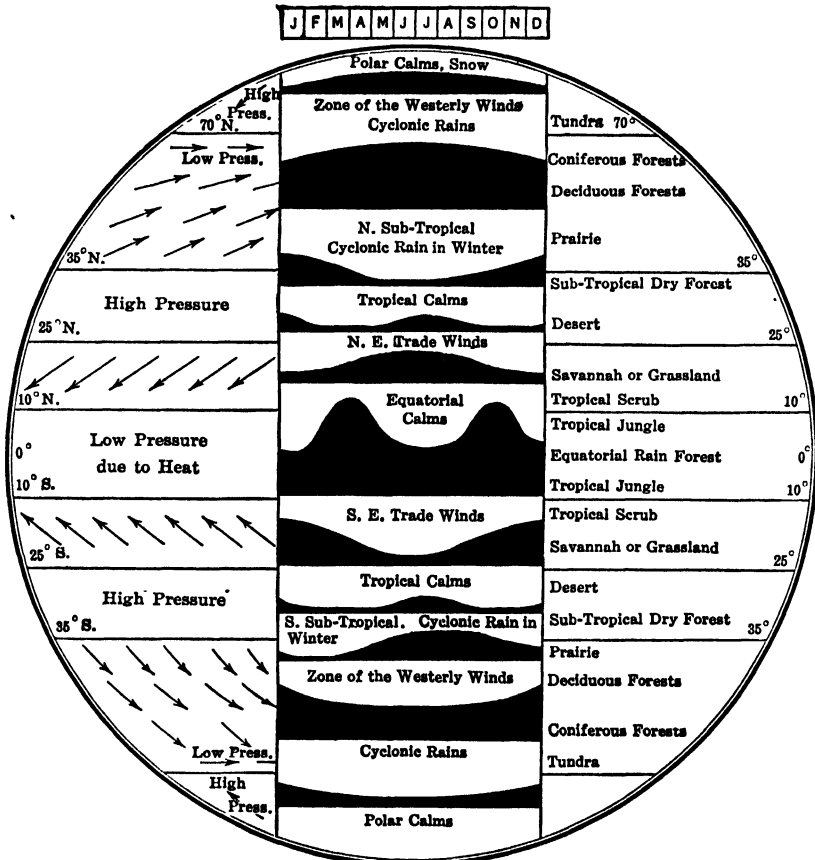 J F M A M J J A S O N D
Polar Calms, Snow
High
Press.
70° N.
Zone of the Westerly Winds
Cyclonic Rains
Tundra 70°
Low Press.
Coniferous Forests
Deciduous Forests
N. Sub-Tropical
Cyclonic Rain in Winter
Prairie
35° N.
35°
High Pressure
Tropical Calms
Sub-Tropical Dry Forest
25° N.
Desert
25°
N. E. Trade Winds
Savannah or Grassland
10° N.
Tropical Scrub
10°
Equatorial
Calms
Tropical Jungle
Low Pressure
due to Heat
0°
Equatorial Rain Forest
0°
10° S.
Tropical Jungle
10°
S. E. Trade Winds
Tropical Scrub
25° S.
Savannah or Grassland
25°
High Pressure
Tropical Calms
Desert
35° S.
S. Sub-Tropical. Cyclonic Rain in
Winter
Sub-Tropical Dry Forest
35°
Prairie
Zone of the Westerly Winds
Deciduous Forests
Coniferous Forests
Low Press.
Cyclonic Rains
Tundra
High
Press.
Polar Calms